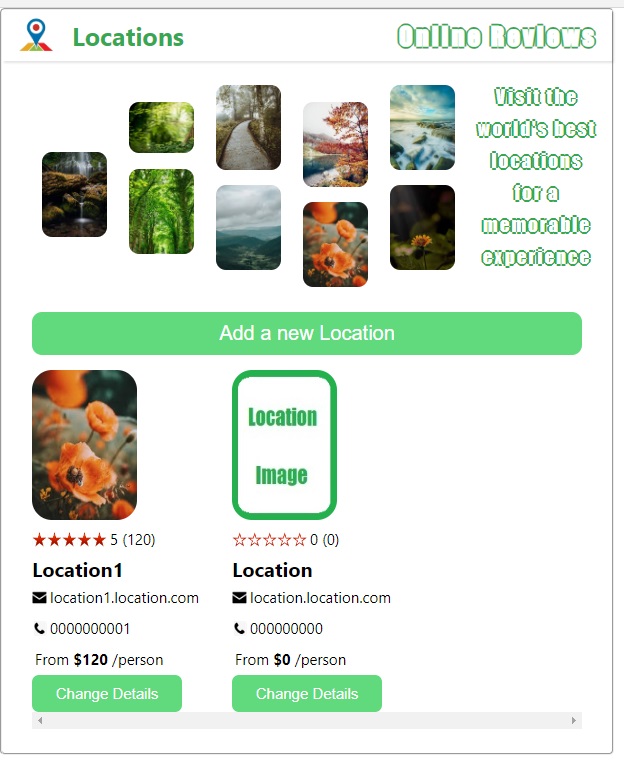 Locations
Online Reviews
Visit the
world's best
locations
for a
memorable
experience
Add a new Location
Location
Image
★★★★★ 5 (120)
☆☆☆☆☆ 0 (0)
Location1
Location
location1.location.com
location.location.com
0000000001
000000000
From $120 /person
From $0 /person
Change Details
Change Details